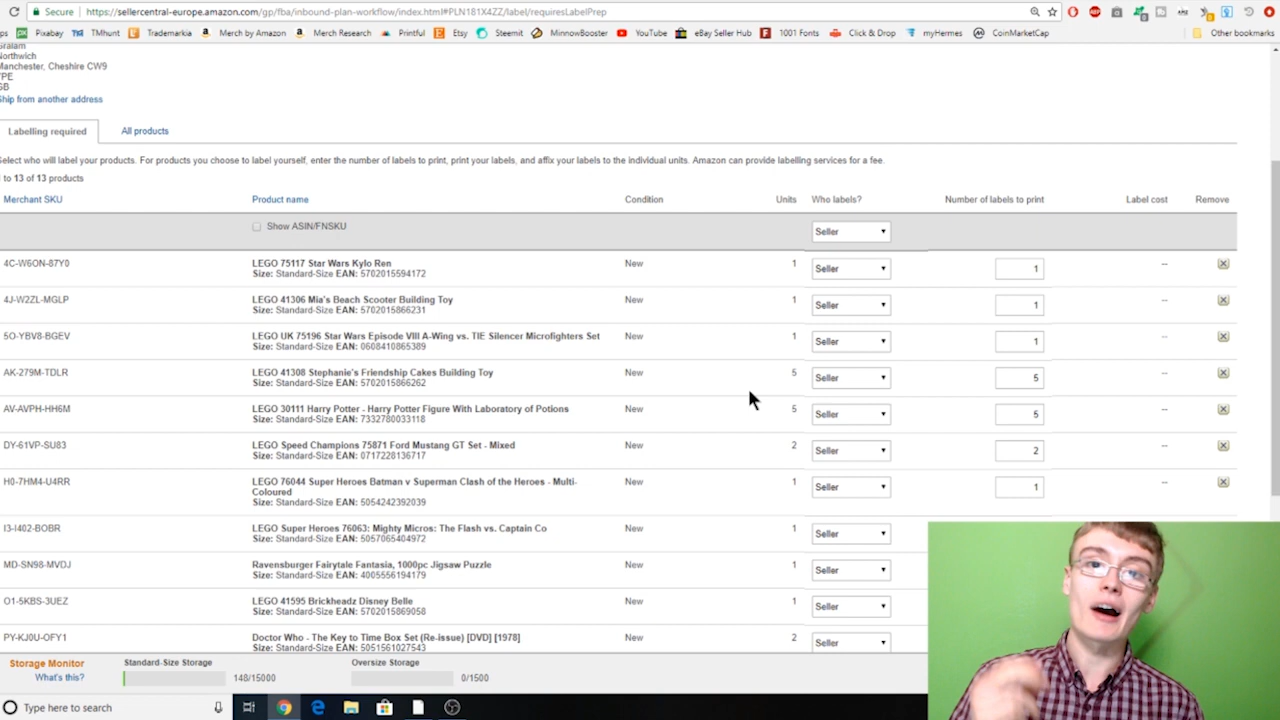 Secure https://sellercentral-europe.amazon.com/gp/fba/inbound-plan-workflow/index.html#PLN181X4ZZ/label/requiresLabelPrep
Pixabay TMhunt Trademarkia Merch by Amazon Merch Research Printful Etsy Steemit MinnowBooster YouTube eBay Seller Hub 1001 Fonts Click & Drop myHermes CoinMarketCap Other bookmarks
Northwich
Manchester, Cheshire CW9
Ship from another address
Labelling required All products
Select who will label your products. For products you choose to label yourself, enter the number of labels to print, print your labels, and affix your labels to the individual units. Amazon can provide labelling services for a fee.
to 13 of 13 products
Merchant SKU Product name Condition Units Who labels? Number of labels to print Label cost Remove
Show ASIN/FNSKU Seller
4C-W6ON-87Y0 LEGO 75117 Star Wars Kylo Ren New 1 Seller 1 --
Size: Standard-Size EAN: 5702015594172
4J-W2ZL-MGLP LEGO 41306 Mia's Beach Scooter Building Toy New 1 Seller 1 --
Size: Standard-Size EAN: 5702015866231
5O-YBV8-BGEV LEGO UK 75196 Star Wars Episode VIII A-Wing vs. TIE Silencer Microfighters Set New 1 Seller 1 --
Size: Standard-Size EAN: 0608410865389
AK-279M-TDLR LEGO 41308 Stephanie's Friendship Cakes Building Toy New 5 Seller 5 --
Size: Standard-Size EAN: 5702015866262
AV-AVPH-HH6M LEGO 30111 Harry Potter - Harry Potter Figure With Laboratory of Potions New 5 Seller 5 --
Size: Standard-Size EAN: 7332780033118
DY-61VP-SU83 LEGO Speed Champions 75871 Ford Mustang GT Set - Mixed New 2 Seller 2 --
Size: Standard-Size EAN: 0717228136717
H0-7HM4-U4RR LEGO 76044 Super Heroes Batman v Superman Clash of the Heroes - Multi- New 1 Seller 1 --
Coloured
Size: Standard-Size EAN: 5054242392039
I3-I402-BOBR LEGO Super Heroes 76063: Mighty Micros: The Flash vs. Captain Co New 1 Seller
Size: Standard-Size EAN: 5057065404972
MD-SN98-MVDJ Ravensburger Fairytale Fantasia, 1000pc Jigsaw Puzzle New 1 Seller
Size: Standard-Size EAN: 4005556194179
O1-5KBS-3UEZ LEGO 41595 Brickheadz Disney Belle New 1 Seller
Size: Standard-Size EAN: 5702015869058
PY-KJ0U-OFY1 Doctor Who - The Key to Time Box Set (Re-issue) [DVD] [1978] New 2 Seller
Size: Standard-Size EAN: 5051561027543
Storage Monitor Standard-Size Storage Oversize Storage
What's this? 148/15000 0/1500
Type here to search